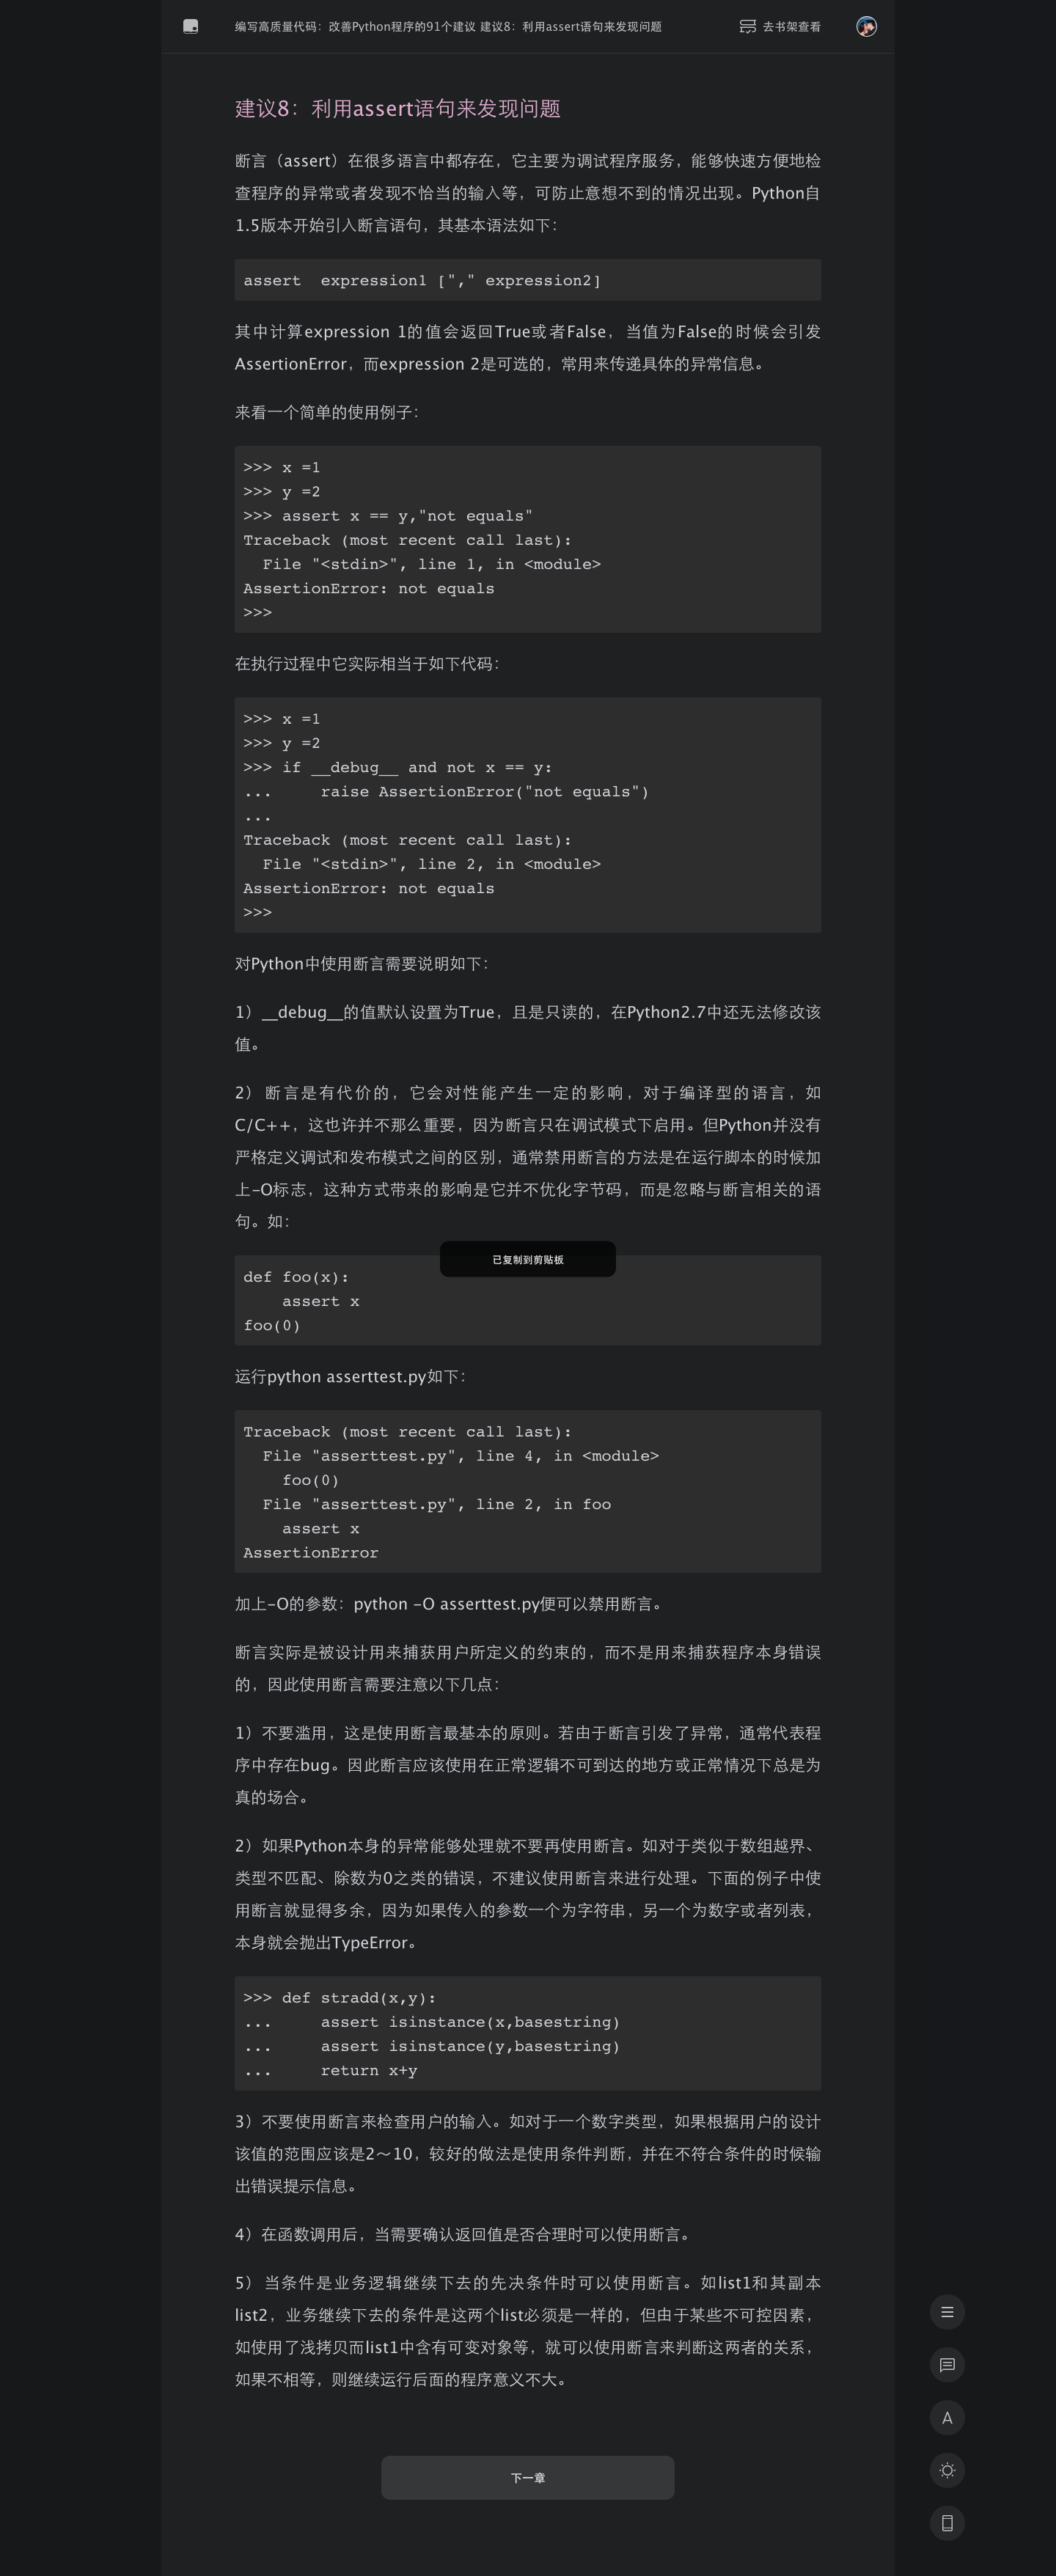 编写高质量代码：改善Python程序的91个建议 建议8：利用assert语句来发现问题
去书架查看
建议8：利用assert语句来发现问题
断言（assert）在很多语言中都存在，它主要为调试程序服务，能够快速方便地检
查程序的异常或者发现不恰当的输入等，可防止意想不到的情况出现。Python自
1.5版本开始引入断言语句，其基本语法如下：
assert  expression1 ["," expression2]
其中计算expression 1的值会返回True或者False，当值为False的时候会引发
AssertionError，而expression 2是可选的，常用来传递具体的异常信息。
来看一个简单的使用例子：
>>> x =1
>>> y =2
>>> assert x == y,"not equals"
Traceback (most recent call last):
  File "<stdin>", line 1, in <module>
AssertionError: not equals
>>>
在执行过程中它实际相当于如下代码：
>>> x =1
>>> y =2
>>> if __debug__ and not x == y:
...     raise AssertionError("not equals")
...
Traceback (most recent call last):
  File "<stdin>", line 2, in <module>
AssertionError: not equals
>>>
对Python中使用断言需要说明如下：
1）__debug__的值默认设置为True，且是只读的，在Python2.7中还无法修改该
值。
2）断言是有代价的，它会对性能产生一定的影响，对于编译型的语言，如
C/C++，这也许并不那么重要，因为断言只在调试模式下启用。但Python并没有
严格定义调试和发布模式之间的区别，通常禁用断言的方法是在运行脚本的时候加
上-O标志，这种方式带来的影响是它并不优化字节码，而是忽略与断言相关的语
句。如：
已复制到剪贴板
def foo(x):
    assert x
foo(0)
运行python asserttest.py如下：
Traceback (most recent call last):
  File "asserttest.py", line 4, in <module>
    foo(0)
  File "asserttest.py", line 2, in foo
    assert x
AssertionError
加上-O的参数：python -O asserttest.py便可以禁用断言。
断言实际是被设计用来捕获用户所定义的约束的，而不是用来捕获程序本身错误
的，因此使用断言需要注意以下几点：
1）不要滥用，这是使用断言最基本的原则。若由于断言引发了异常，通常代表程
序中存在bug。因此断言应该使用在正常逻辑不可到达的地方或正常情况下总是为
真的场合。
2）如果Python本身的异常能够处理就不要再使用断言。如对于类似于数组越界、
类型不匹配、除数为0之类的错误，不建议使用断言来进行处理。下面的例子中使
用断言就显得多余，因为如果传入的参数一个为字符串，另一个为数字或者列表，
本身就会抛出TypeError。
>>> def stradd(x,y):
...     assert isinstance(x,basestring)
...     assert isinstance(y,basestring)
...     return x+y
3）不要使用断言来检查用户的输入。如对于一个数字类型，如果根据用户的设计
该值的范围应该是2～10，较好的做法是使用条件判断，并在不符合条件的时候输
出错误提示信息。
4）在函数调用后，当需要确认返回值是否合理时可以使用断言。
5）当条件是业务逻辑继续下去的先决条件时可以使用断言。如list1和其副本
list2，业务继续下去的条件是这两个list必须是一样的，但由于某些不可控因素，
如使用了浅拷贝而list1中含有可变对象等，就可以使用断言来判断这两者的关系，
如果不相等，则继续运行后面的程序意义不大。
A
下一章